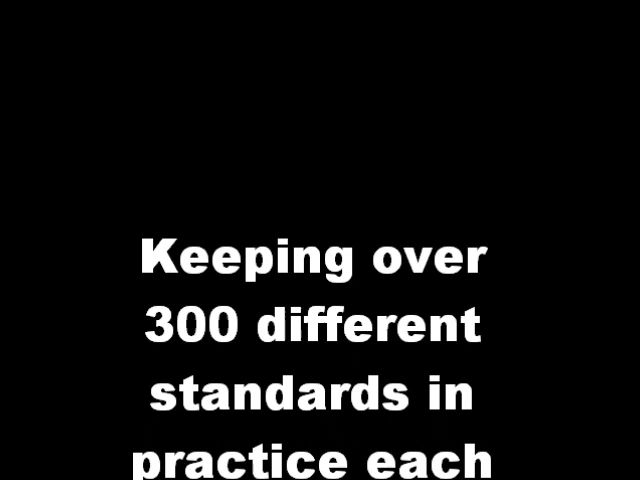 Keeping over
300 different
standards in
practice each